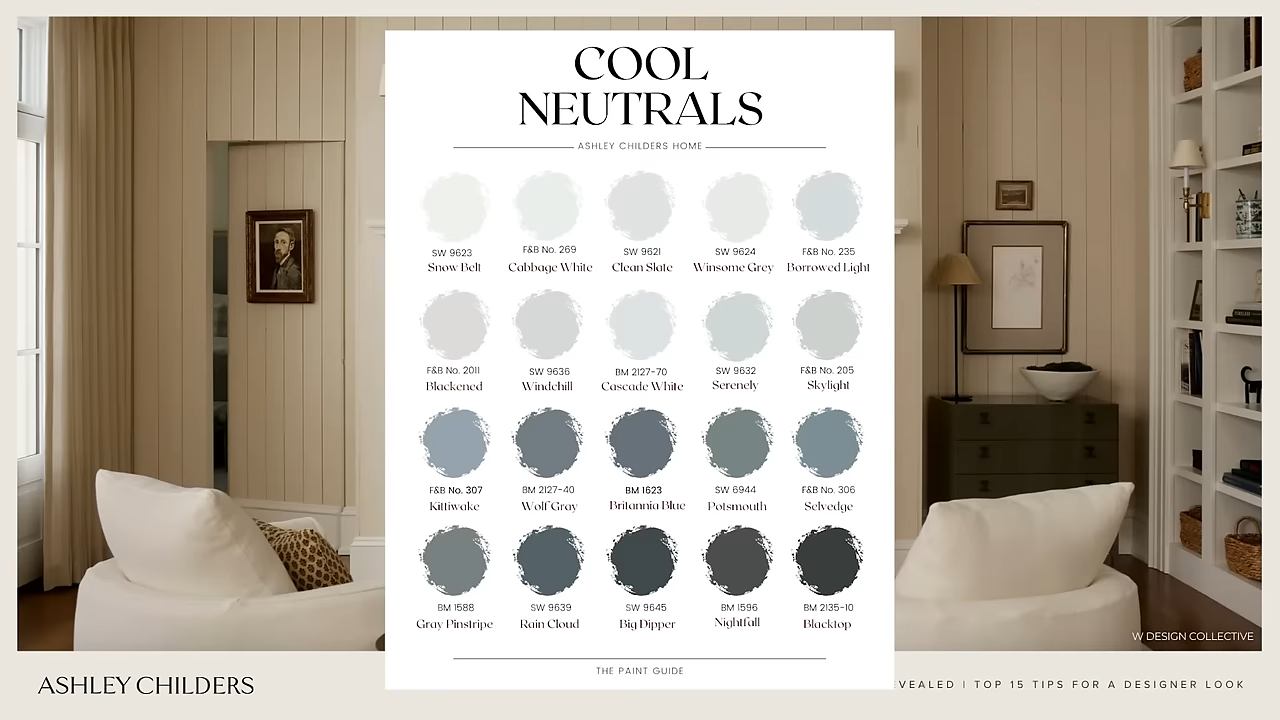 COOL
NEUTRALS
ASHLEY CHILDERS HOME
SW 9623
Snow Belt
F&B No. 269
Cabbage White
SW 9621
Clean Slate
SW 9624
Winsome Grey
F&B No. 235
Borrowed Light
F&B No. 2011
Blackened
SW 9636
Windchill
BM 2127-70
Cascade White
SW 9632
Serenely
F&B No. 205
Skylight
F&B No. 307
Kittiwake
BM 2127-40
Wolf Gray
BM 1623
Britannia Blue
SW 6944
Potsmouth
F&B No. 306
Selvedge
BM 1588
Gray Pinstripe
SW 9639
Rain Cloud
SW 9645
Big Dipper
BM 1596
Nightfall
BM 2135-10
Blacktop
THE PAINT GUIDE
W DESIGN COLLECTIVE
ASHLEY CHILDERS
EVEALED | TOP 15 TIPS FOR A DESIGNER LOOK